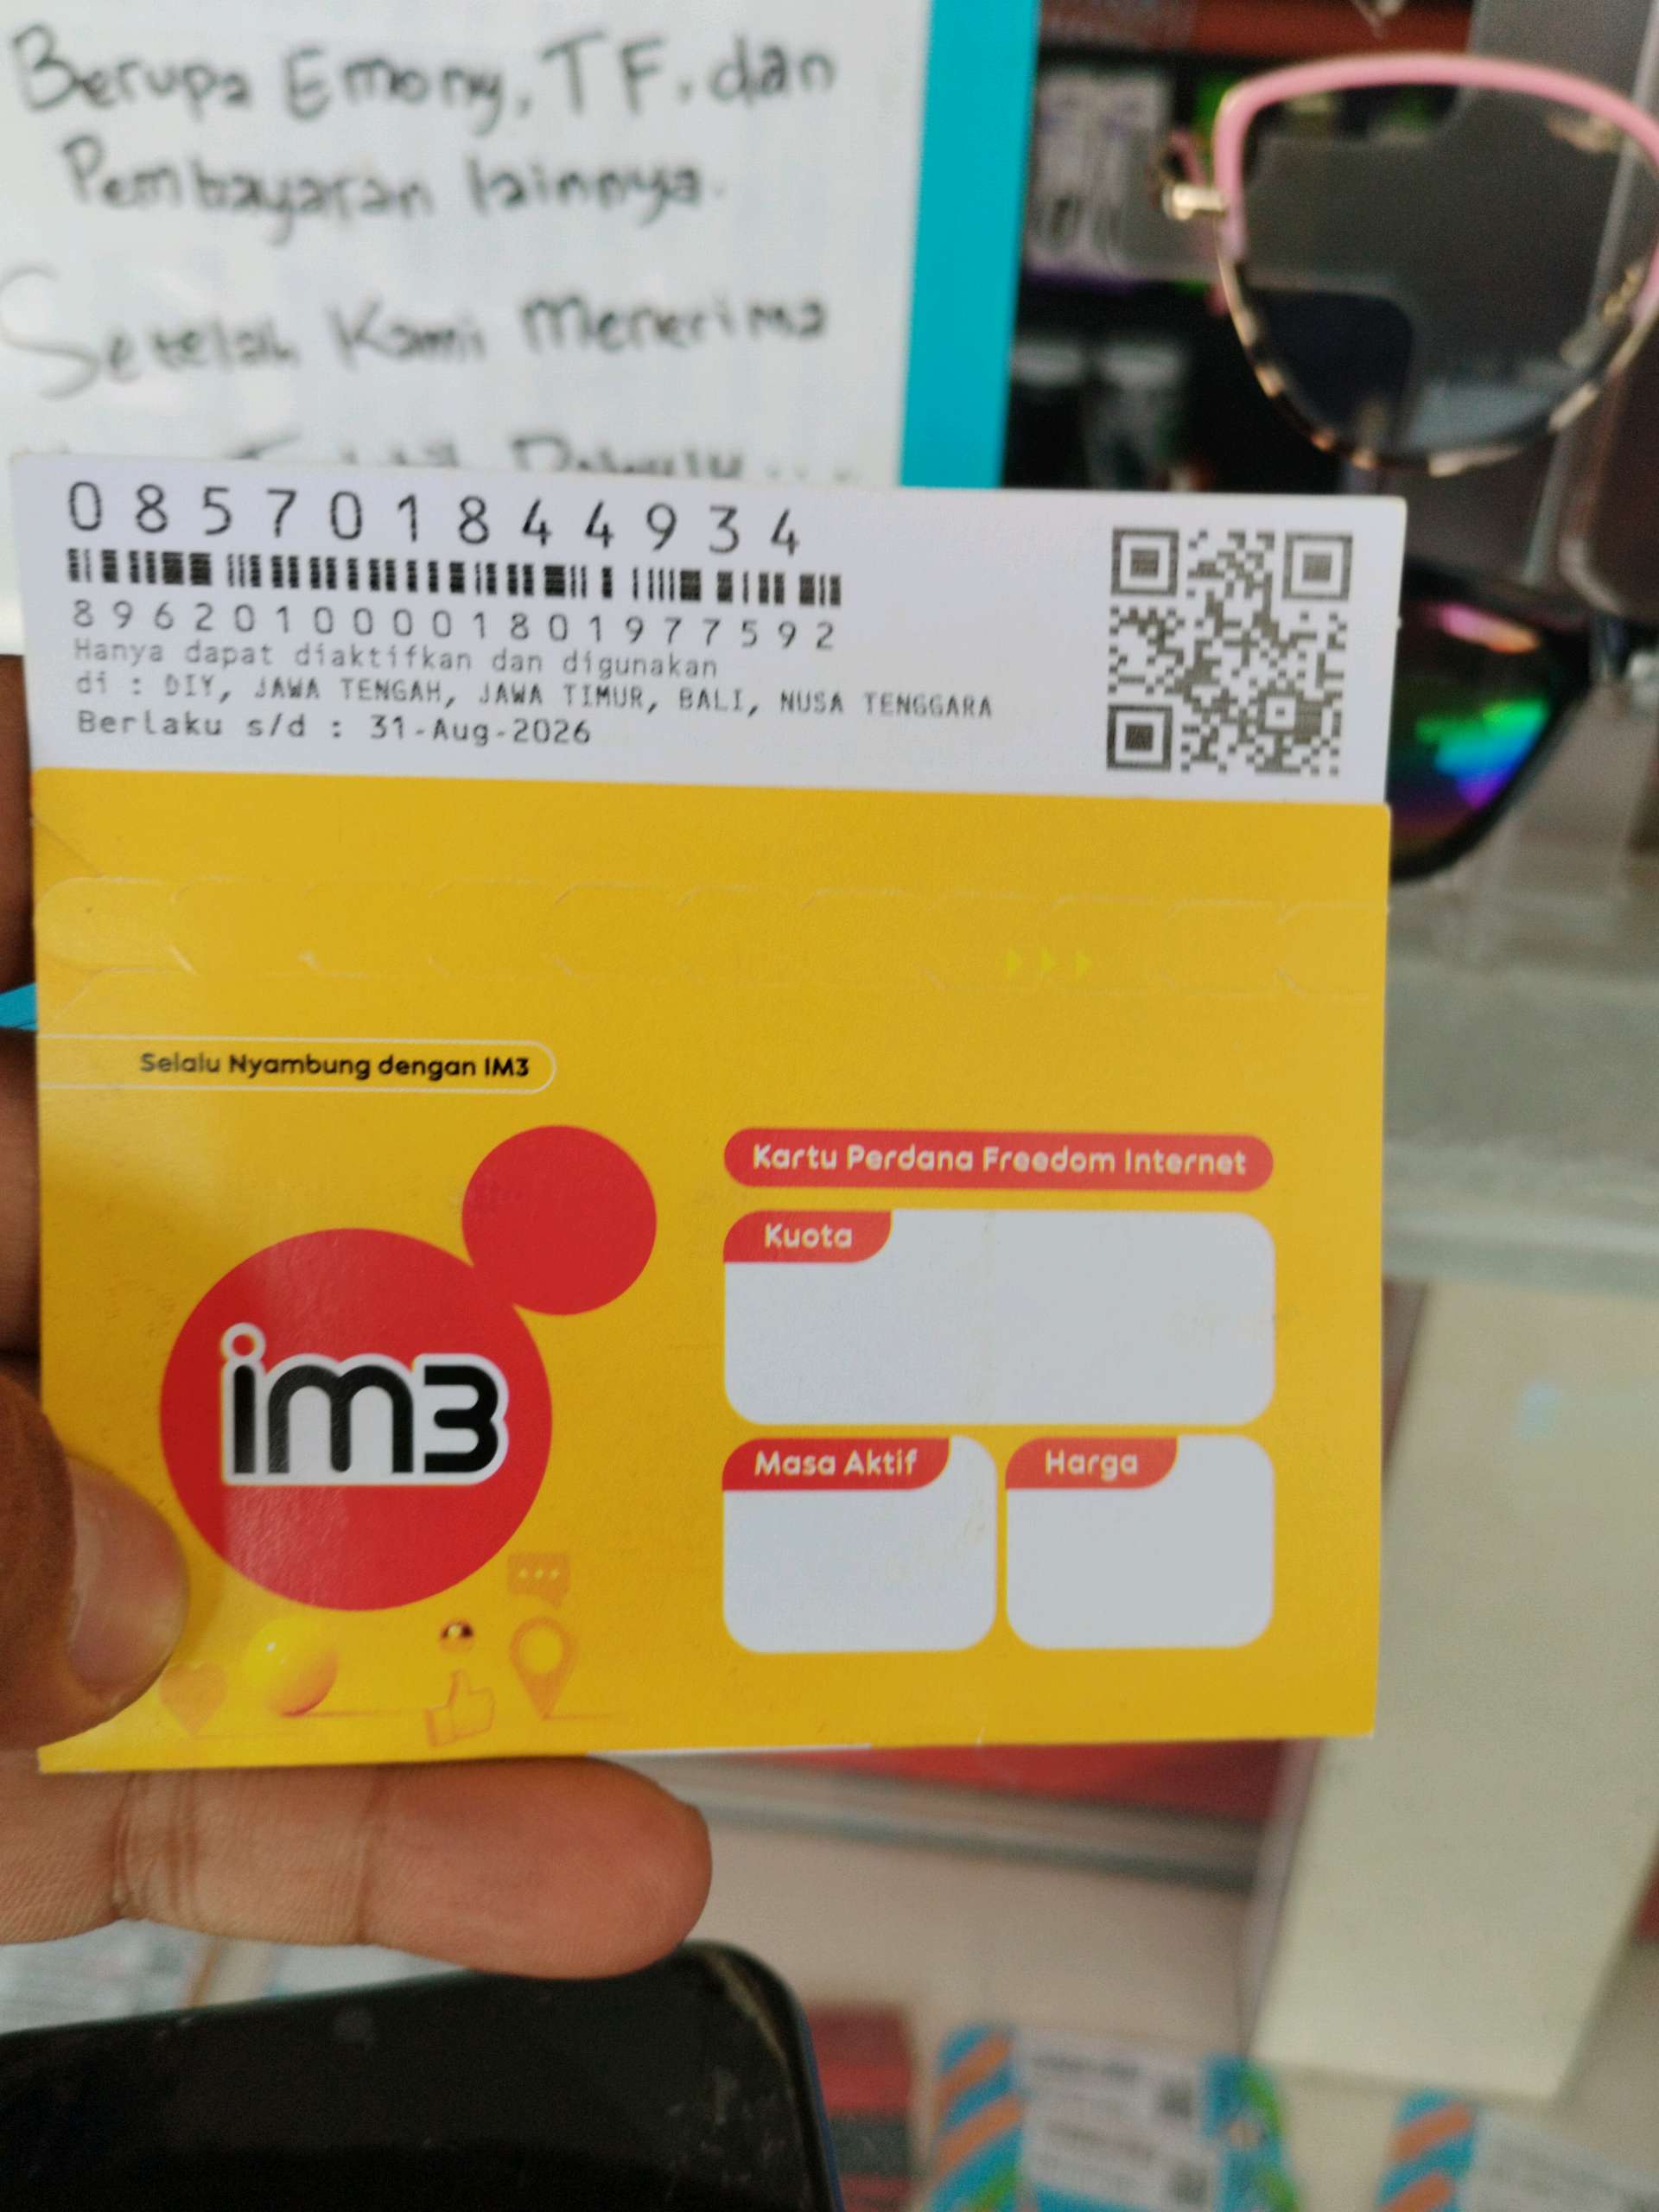 Berupa Emony, TF, dan
Pembayaran lainnya.
Setelah Kami Menerima
085701844934
89620100001801977592
Hanya dapat diaktifkan dan digunakan
di : DIY, JAWA TENGAH, JAWA TIMUR, BALI, NUSA TENGGARA
Berlaku s/d : 31-Aug-2026
Selalu Nyambung dengan IM3
Kartu Perdana Freedom Internet
Kuota
im3
Masa Aktif
Harga